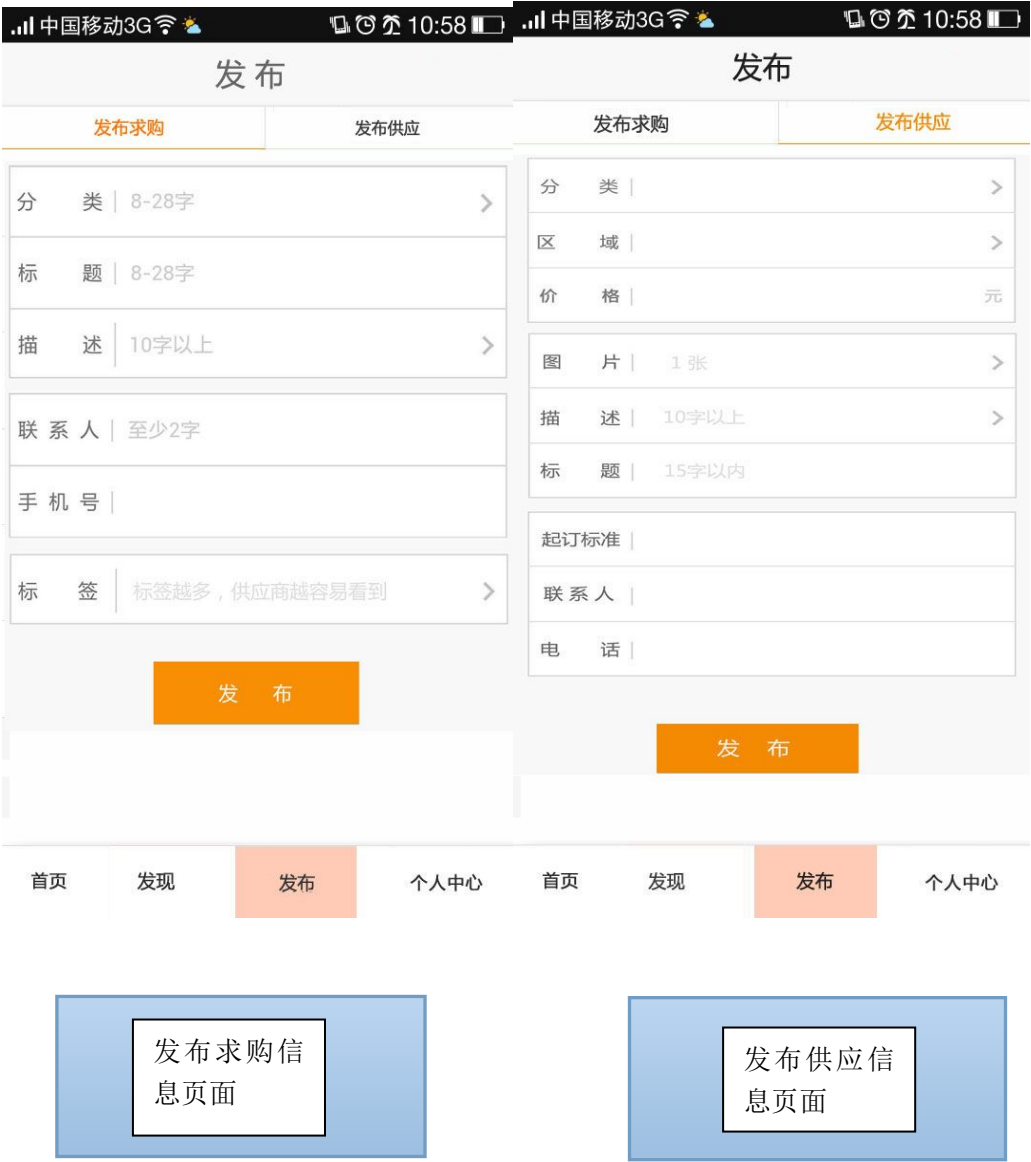 中国移动3G 10:58
发布
发布求购 发布供应
分 类 8-28字
标 题 8-28字
描 述 10字以上
联系人 至少2字
手机号
标 签 标签越多，供应商越容易看到
发 布
首页 发现 发布 个人中心
发布求购信
息页面
中国移动3G 10:58
发布
发布求购 发布供应
分 类
区 域
价 格 元
图 片 1 张
描 述 10字以上
标 题 15字以内
起订标准
联系人
电 话
发 布
首页 发现 发布 个人中心
发布供应信
息页面